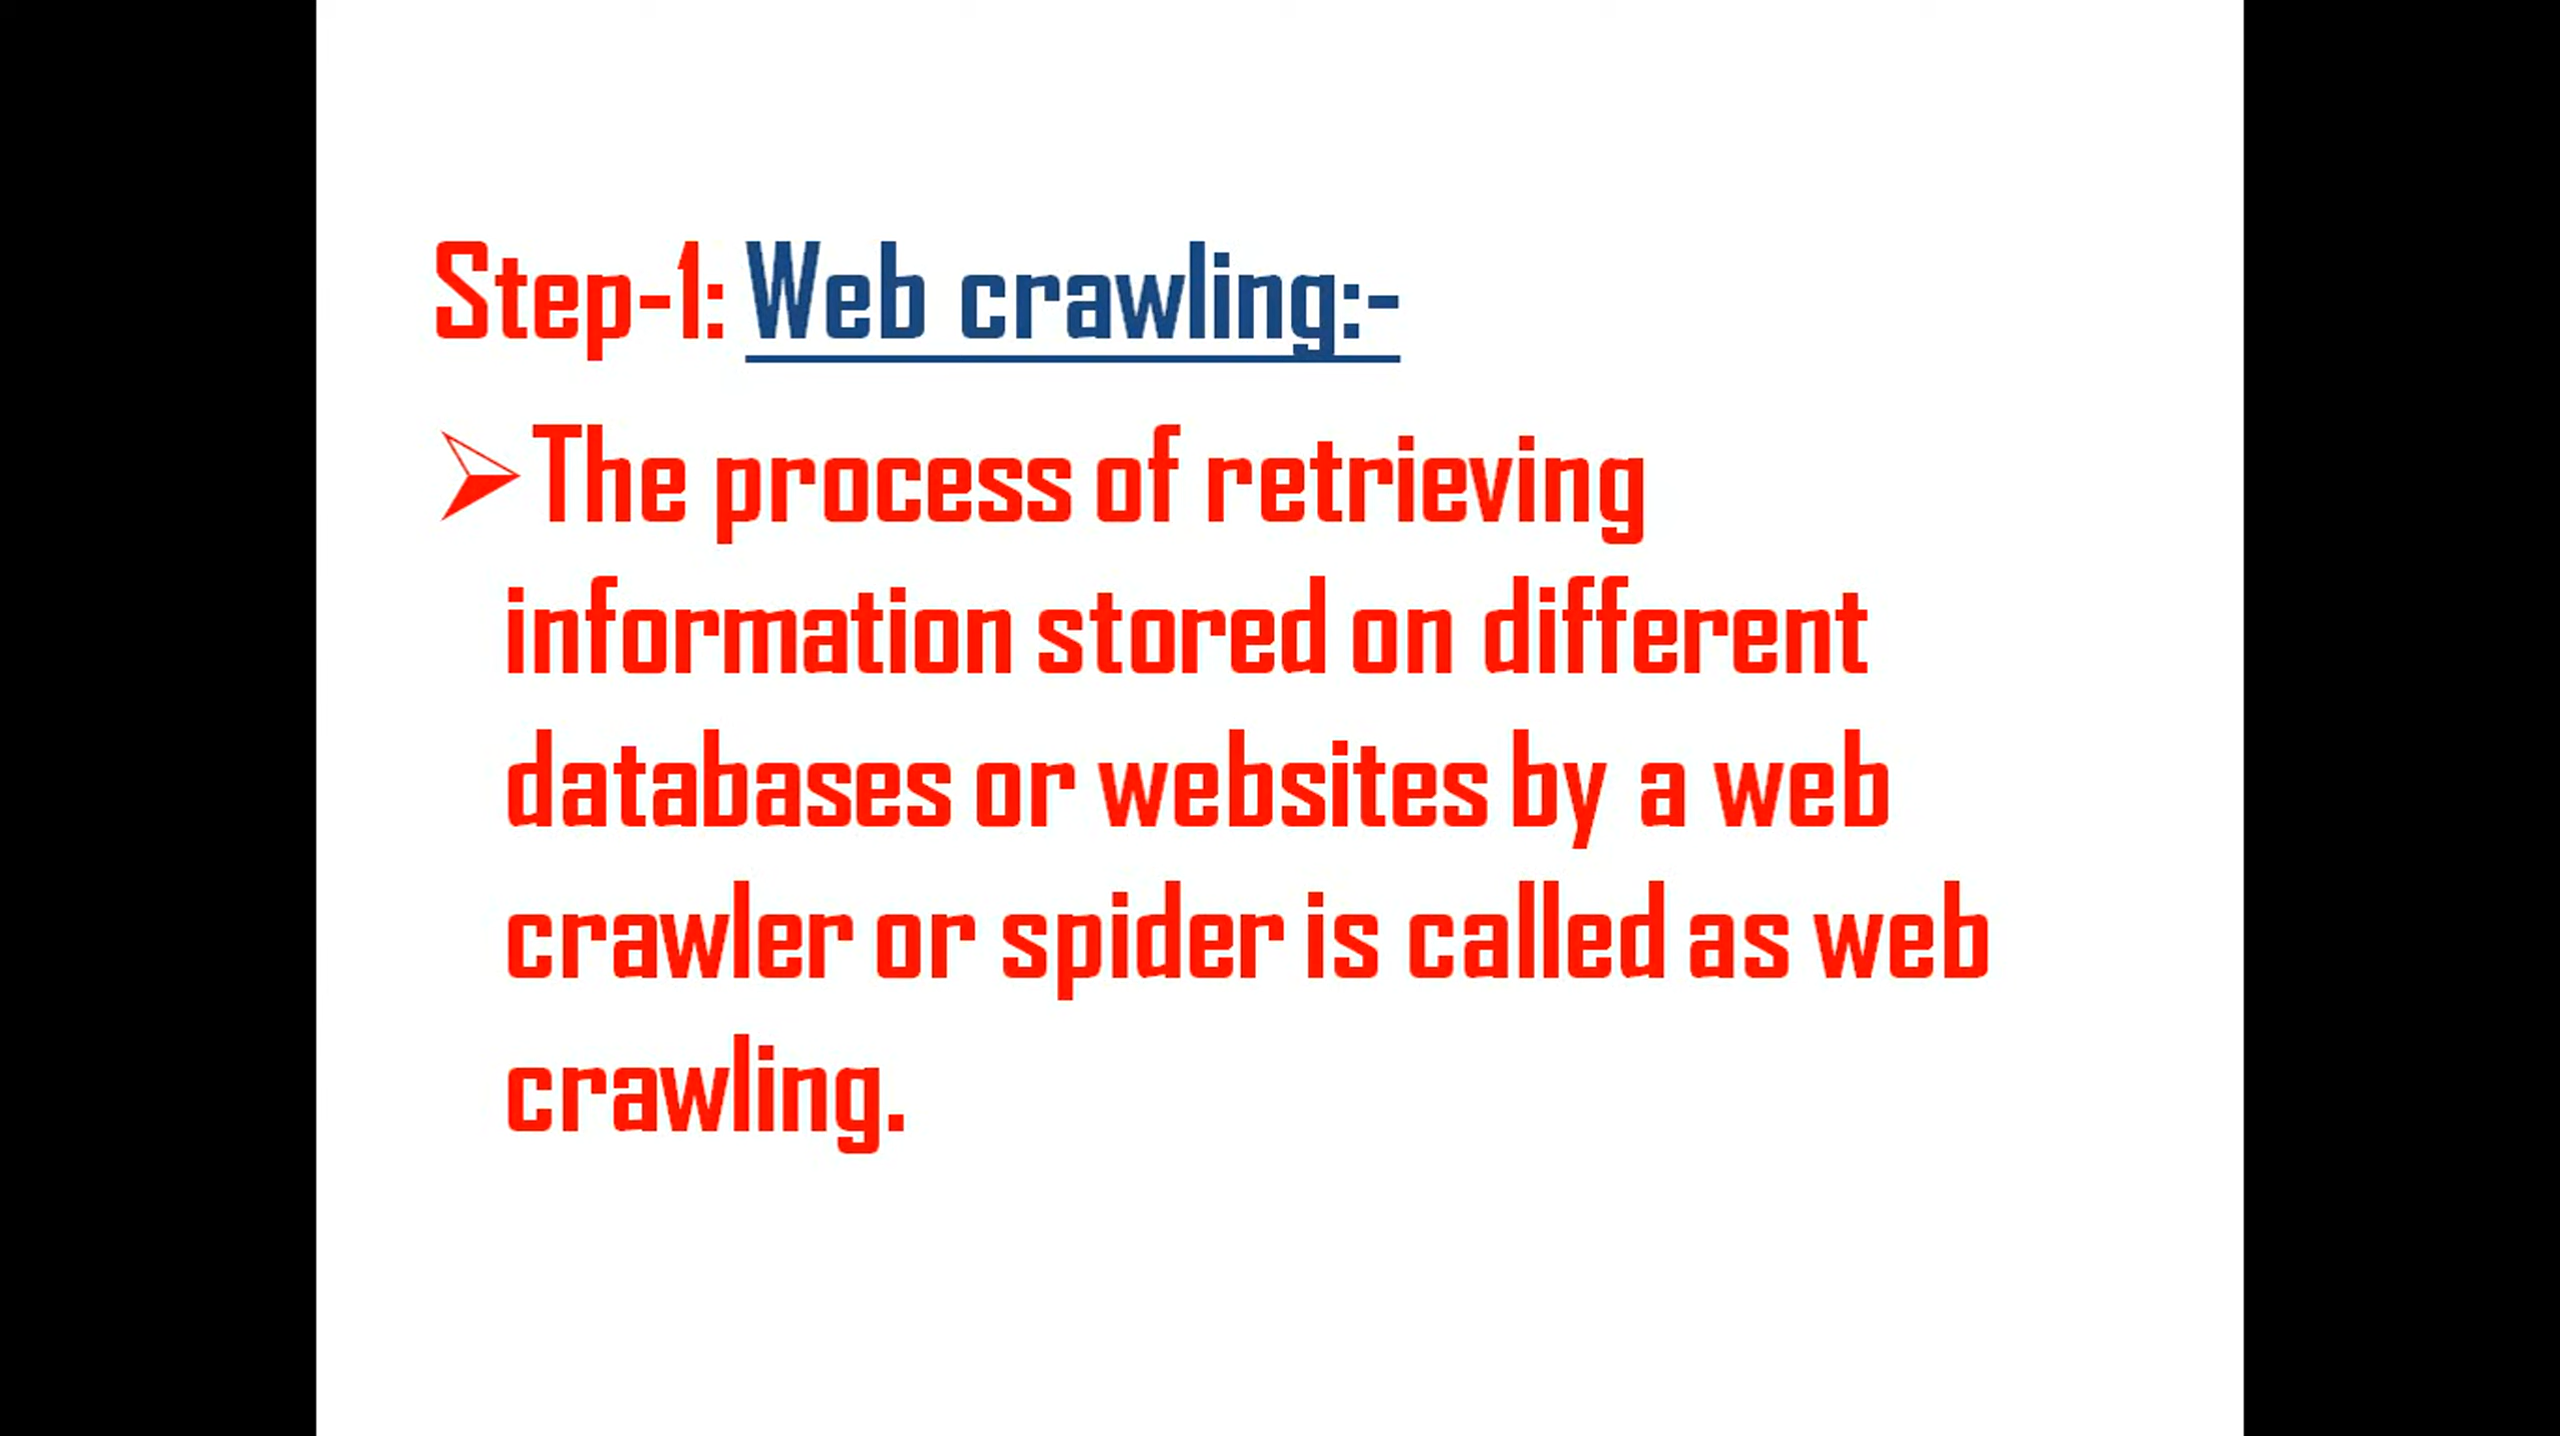 Step-1: Web crawling:-
➢The process of retrieving
information stored on different
databases or websites by a web
crawler or spider is called as web
crawling.